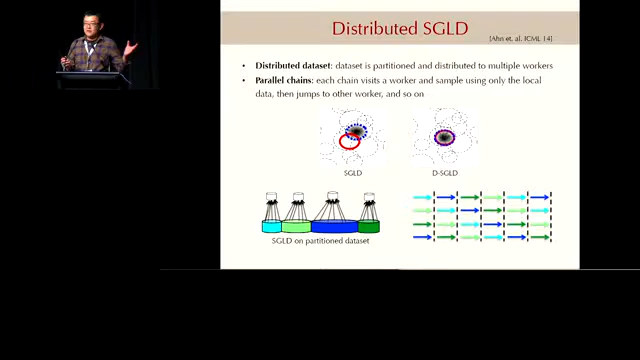 Distributed SGLD
[Ahn et. al. ICML 14]
• Distributed dataset: dataset is partitioned and distributed to multiple workers
• Parallel chains: each chain visits a worker and sample using only the local
data, then jumps to other worker, and so on
SGLD
D-SGLD
SGLD on partitioned dataset